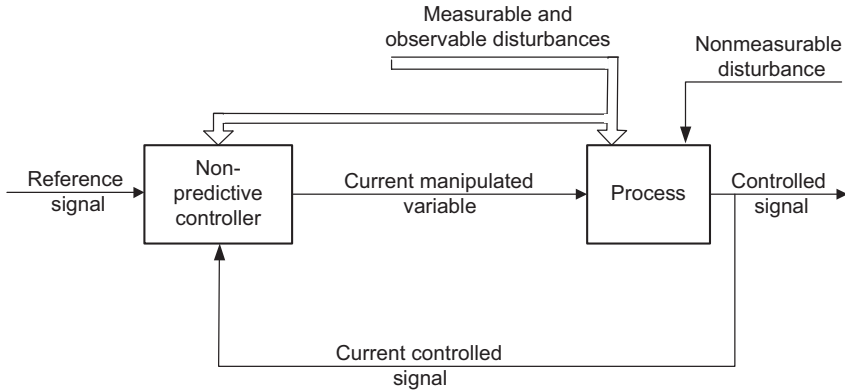 Measurable and
observable disturbances
Nonmeasurable
disturbance
Reference
signal
Non-
predictive
controller
Current manipulated
variable
Process
Controlled
signal
Current controlled
signal